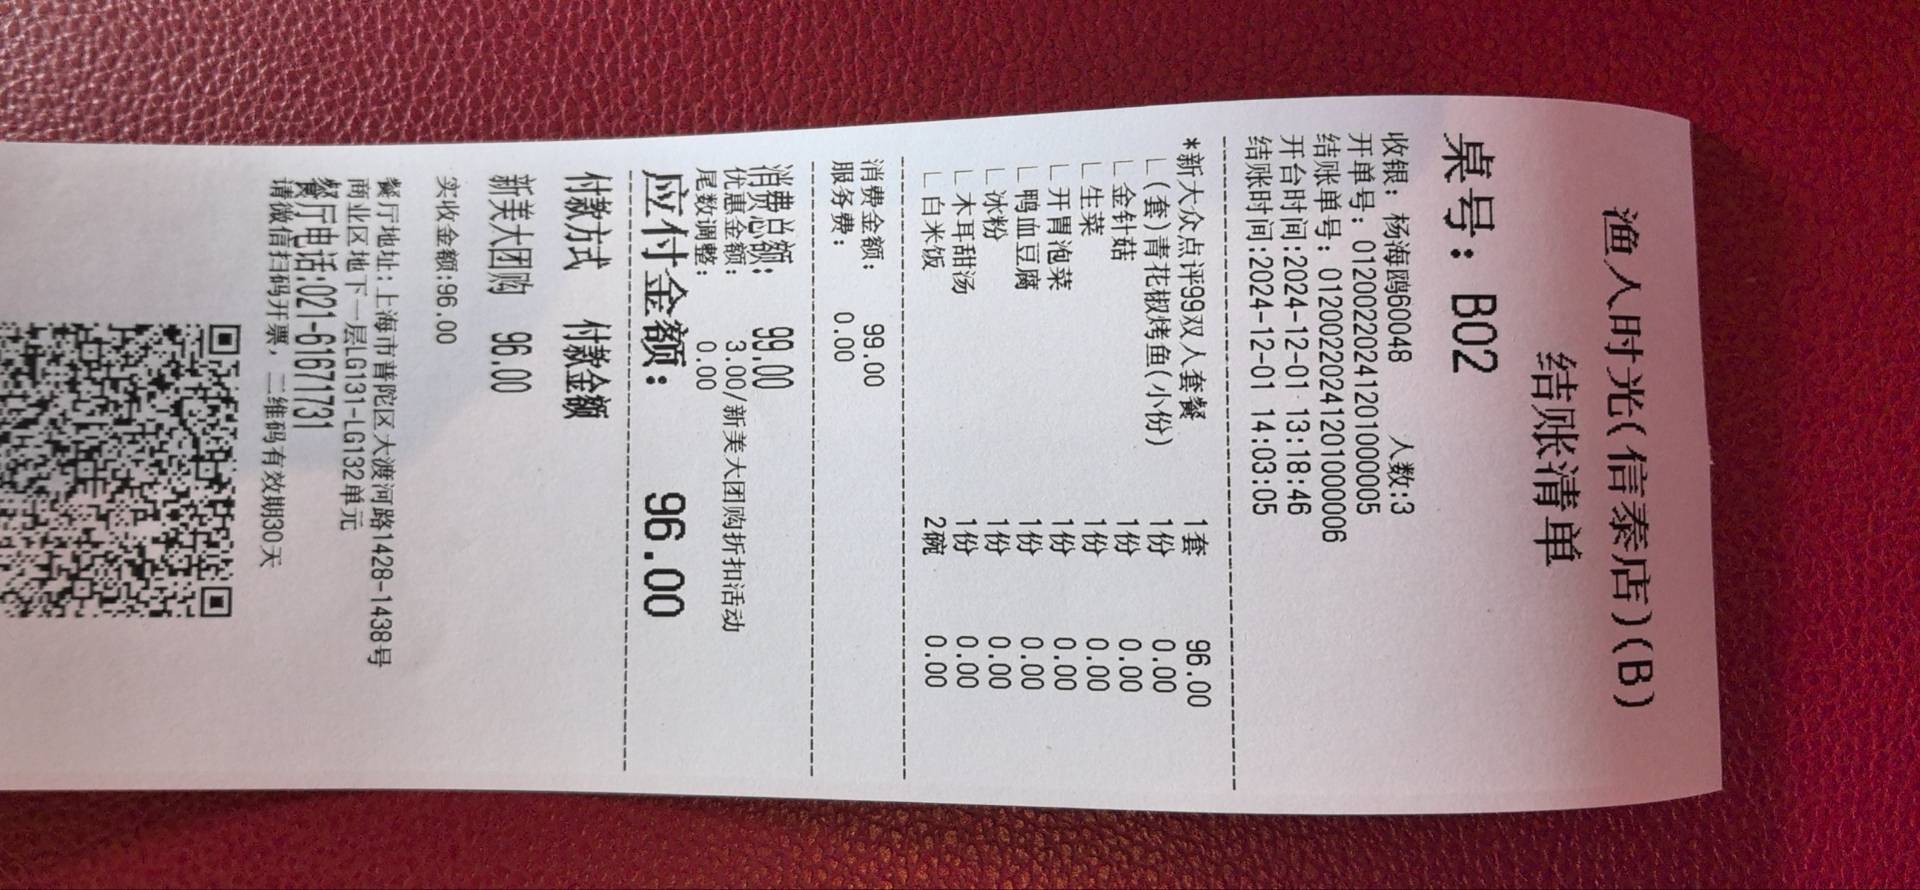 渔人时光(信泰店)(B)
结账清单
桌号: B02
收银: 杨海鸥660048 人数:3
开单号: 01200220241201000005
结账单号: 01200220241201000006
开台时间:2024-12-01 13:18:46
结账时间:2024-12-01 14:03:05
*新大众点评99双人套餐 1套 96.00
└(套)青花椒烤鱼(小份) 1份 0.00
└金针菇 1份 0.00
└生菜 1份 0.00
└开胃泡菜 1份 0.00
└鸭血豆腐 1份 0.00
└冰粉 1份 0.00
└木耳甜汤 1份 0.00
└白米饭 2碗 0.00
消费金额: 99.00
服务费: 0.00
消费总额: 99.00
优惠金额: 3.00/新美大团购折扣活动
尾数调整: 0.00
应付金额: 96.00
付款方式 付款金额
新美大团购 96.00
实收金额:96.00
餐厅地址:上海市普陀区大渡河路1428-1438号
商业区地下一层LG131-LG132单元
餐厅电话:021-61671731
请微信扫码开票, 二维码有效期30天